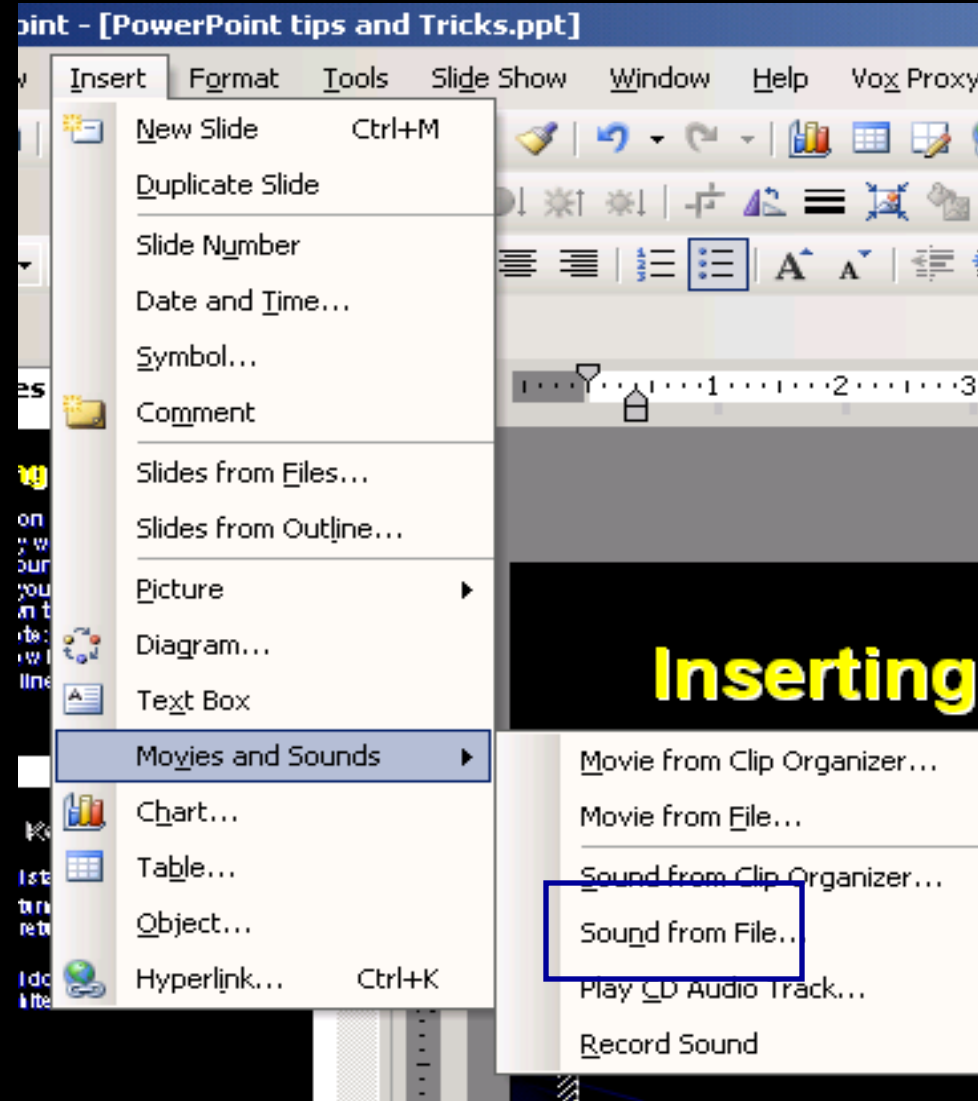 oint - [PowerPoint tips and Tricks.ppt]
Insert Format Tools Slide Show Window Help Vox Proxy
New Slide Ctrl+M
Duplicate Slide
Slide Number
Date and Time...
Symbol...
Comment
Slides from Files...
Slides from Outline...
Picture
Diagram...
Text Box
Movies and Sounds
Chart...
Table...
Object...
Hyperlink... Ctrl+K
1 2 3
Inserting
Movie from Clip Organizer...
Movie from File...
Sound from Clip Organizer...
Sound from File...
Play CD Audio Track...
Record Sound